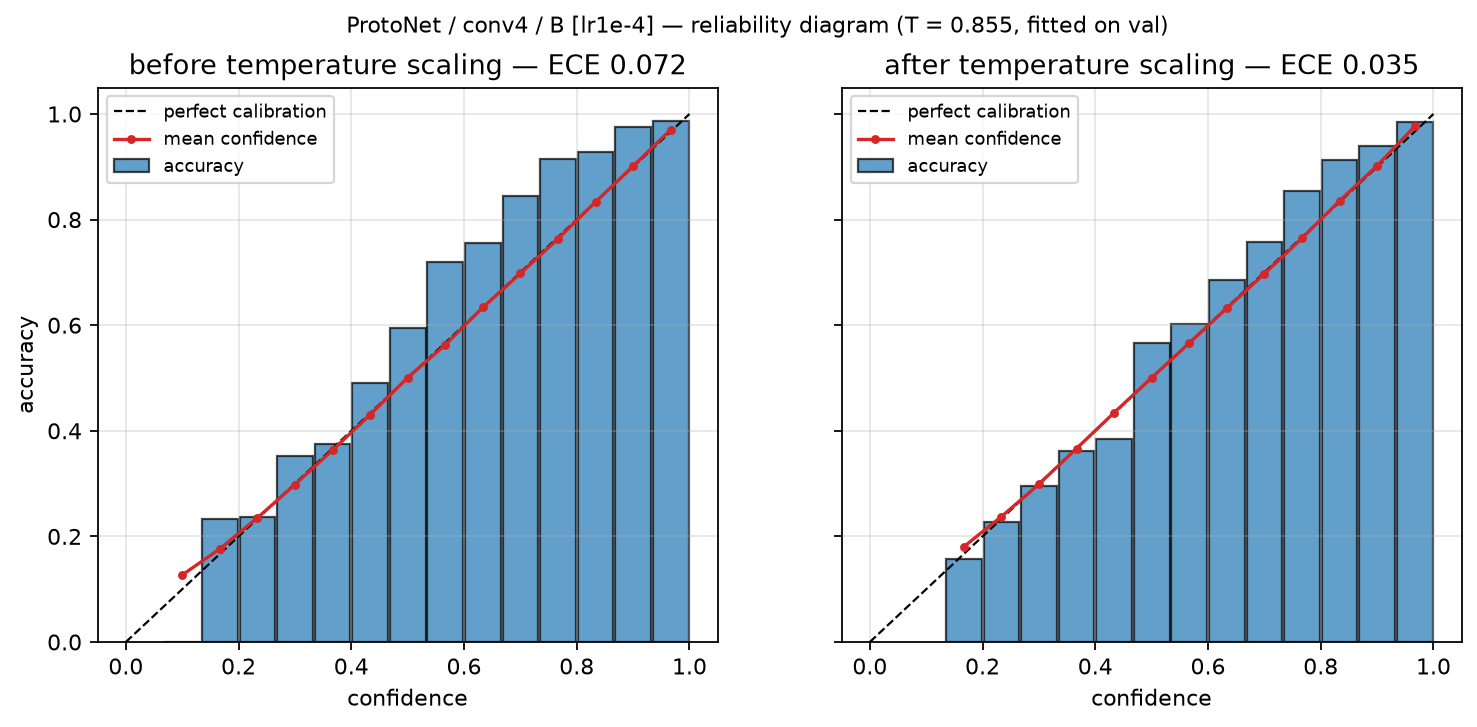 ProtoNet / conv4 / B [lr1e-4] — reliability diagram (T = 0.855, fitted on val)
before temperature scaling — ECE 0.072
perfect calibration
mean confidence
accuracy
1.0
0.8
0.6
0.4
0.2
0.0
accuracy
0.0 0.2 0.4 0.6 0.8 1.0
confidence
after temperature scaling — ECE 0.035
perfect calibration
mean confidence
accuracy
0.0 0.2 0.4 0.6 0.8 1.0
confidence